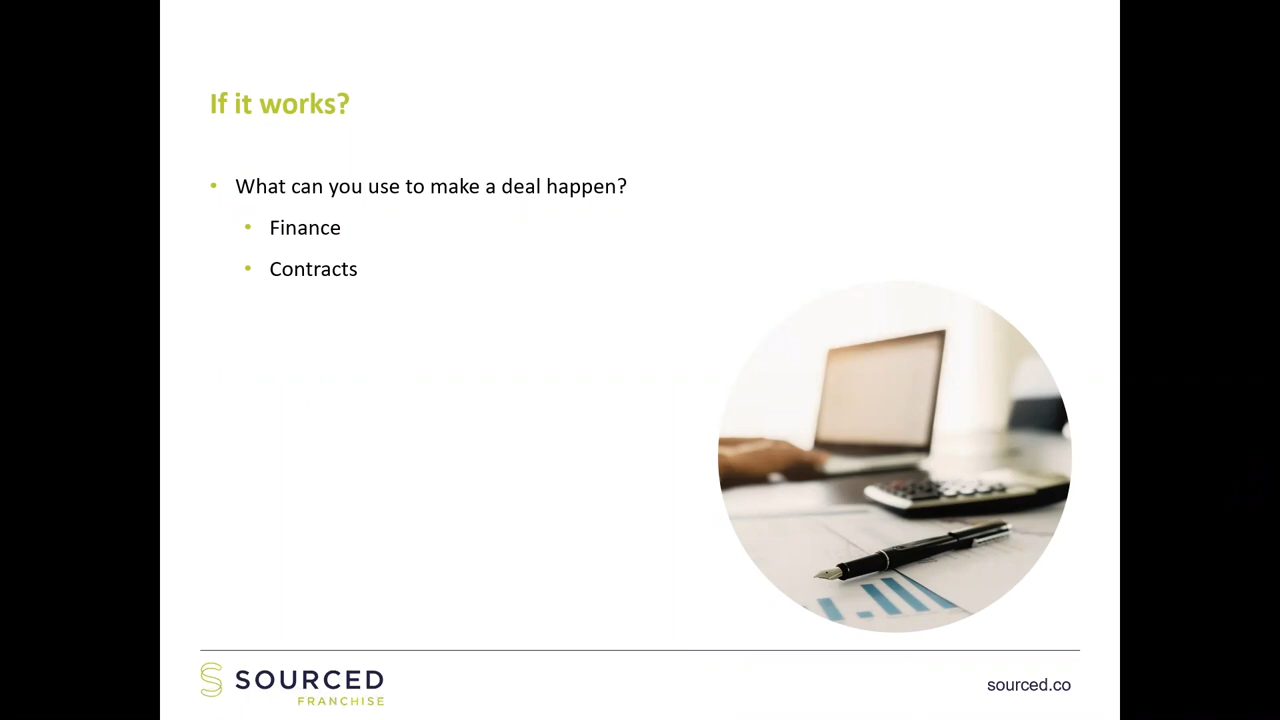 If it works?
• What can you use to make a deal happen?
• Finance
• Contracts
SOURCED
FRANCHISE
sourced.co